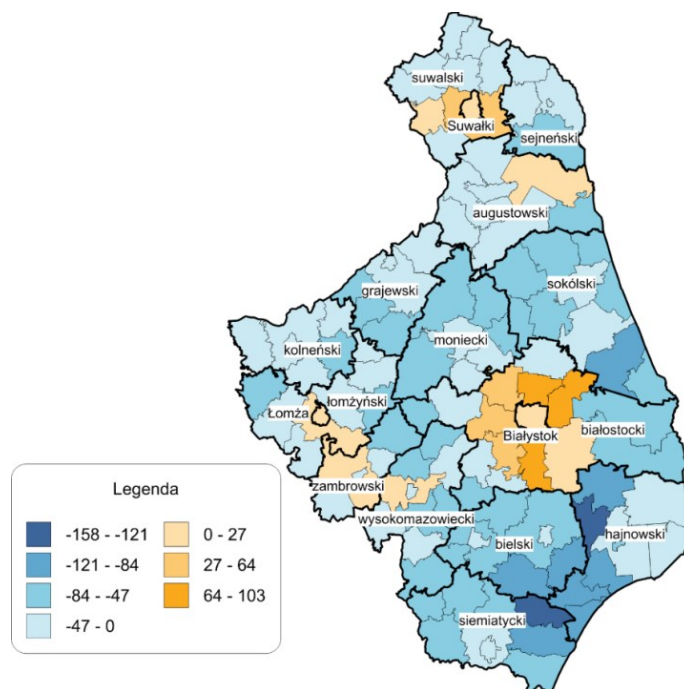 suwalski
Suwałki
sejneński
augustowski
grajewski
sokólski
kolneński
moniecki
Łomża
łomżyński
Białystok
białostocki
zambrowski
wysokomazowiecki
bielski
hajnowski
siemiatycki
Legenda
-158 - -121
-121 - -84
-84 - -47
-47 - 0
0 - 27
27 - 64
64 - 103